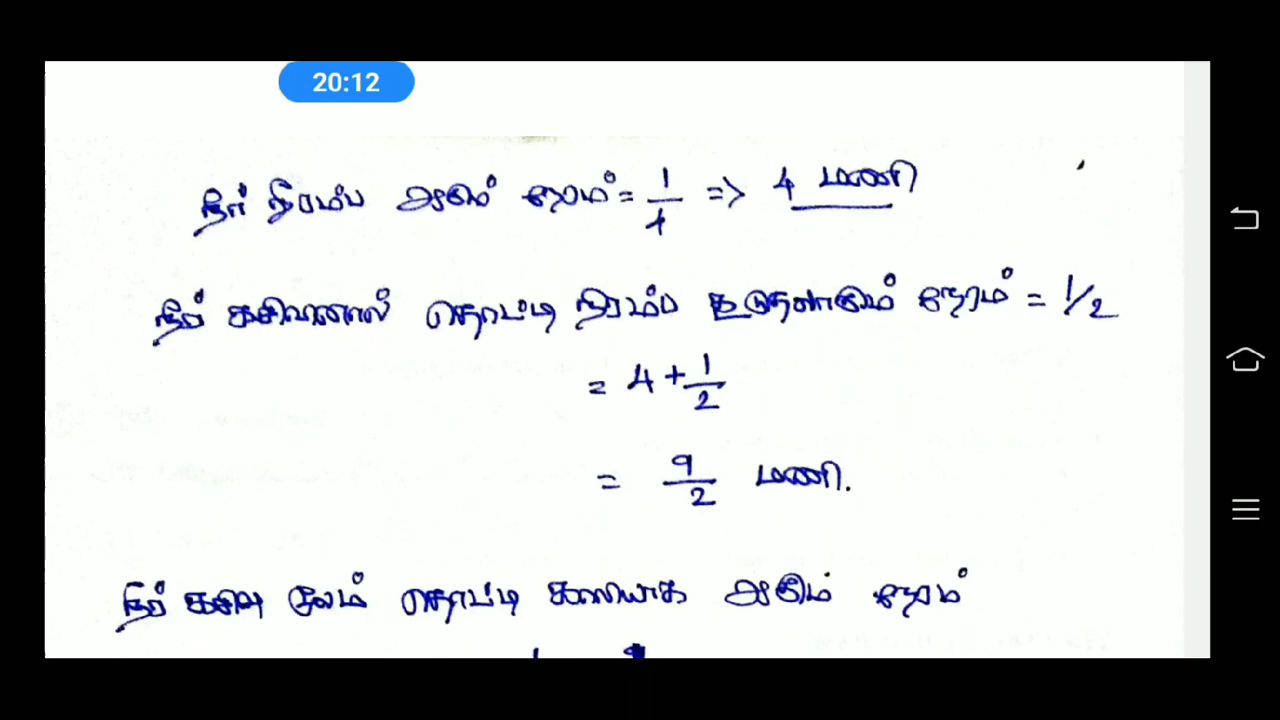 20:12
நீர் நிரம்ப ஆகும் நேரம் = 1/4 => 4 மணி
நீர் கசிவினால் தொட்டி நிரம்ப கூடுதலாகும் நேரம் = 1/2
= 4 + 1/2
= 9/2 மணி.
நீர் கசிவு மூலம் தொட்டி காலியாக ஆகும் நேரம்